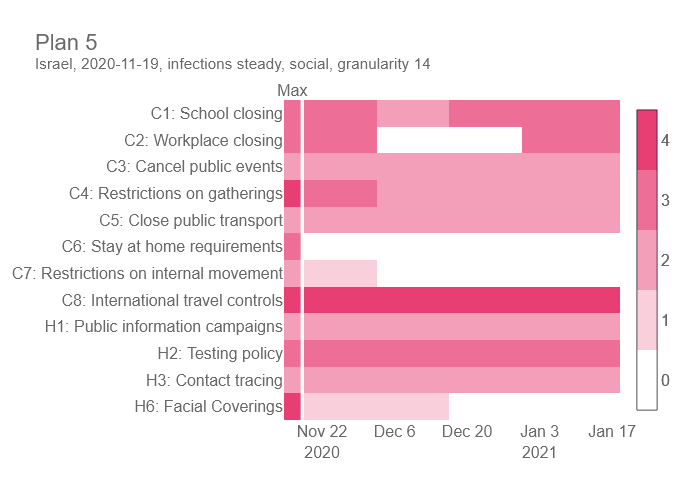 Plan 5
Israel, 2020-11-19, infections steady, social, granularity 14
Max
C1: School closing
C2: Workplace closing
C3: Cancel public events
C4: Restrictions on gatherings
C5: Close public transport
C6: Stay at home requirements
C7: Restrictions on internal movement
C8: International travel controls
H1: Public information campaigns
H2: Testing policy
H3: Contact tracing
H6: Facial Coverings
4
3
2
1
0
Nov 22 Dec 6 Dec 20 Jan 3 Jan 17
2020 2021